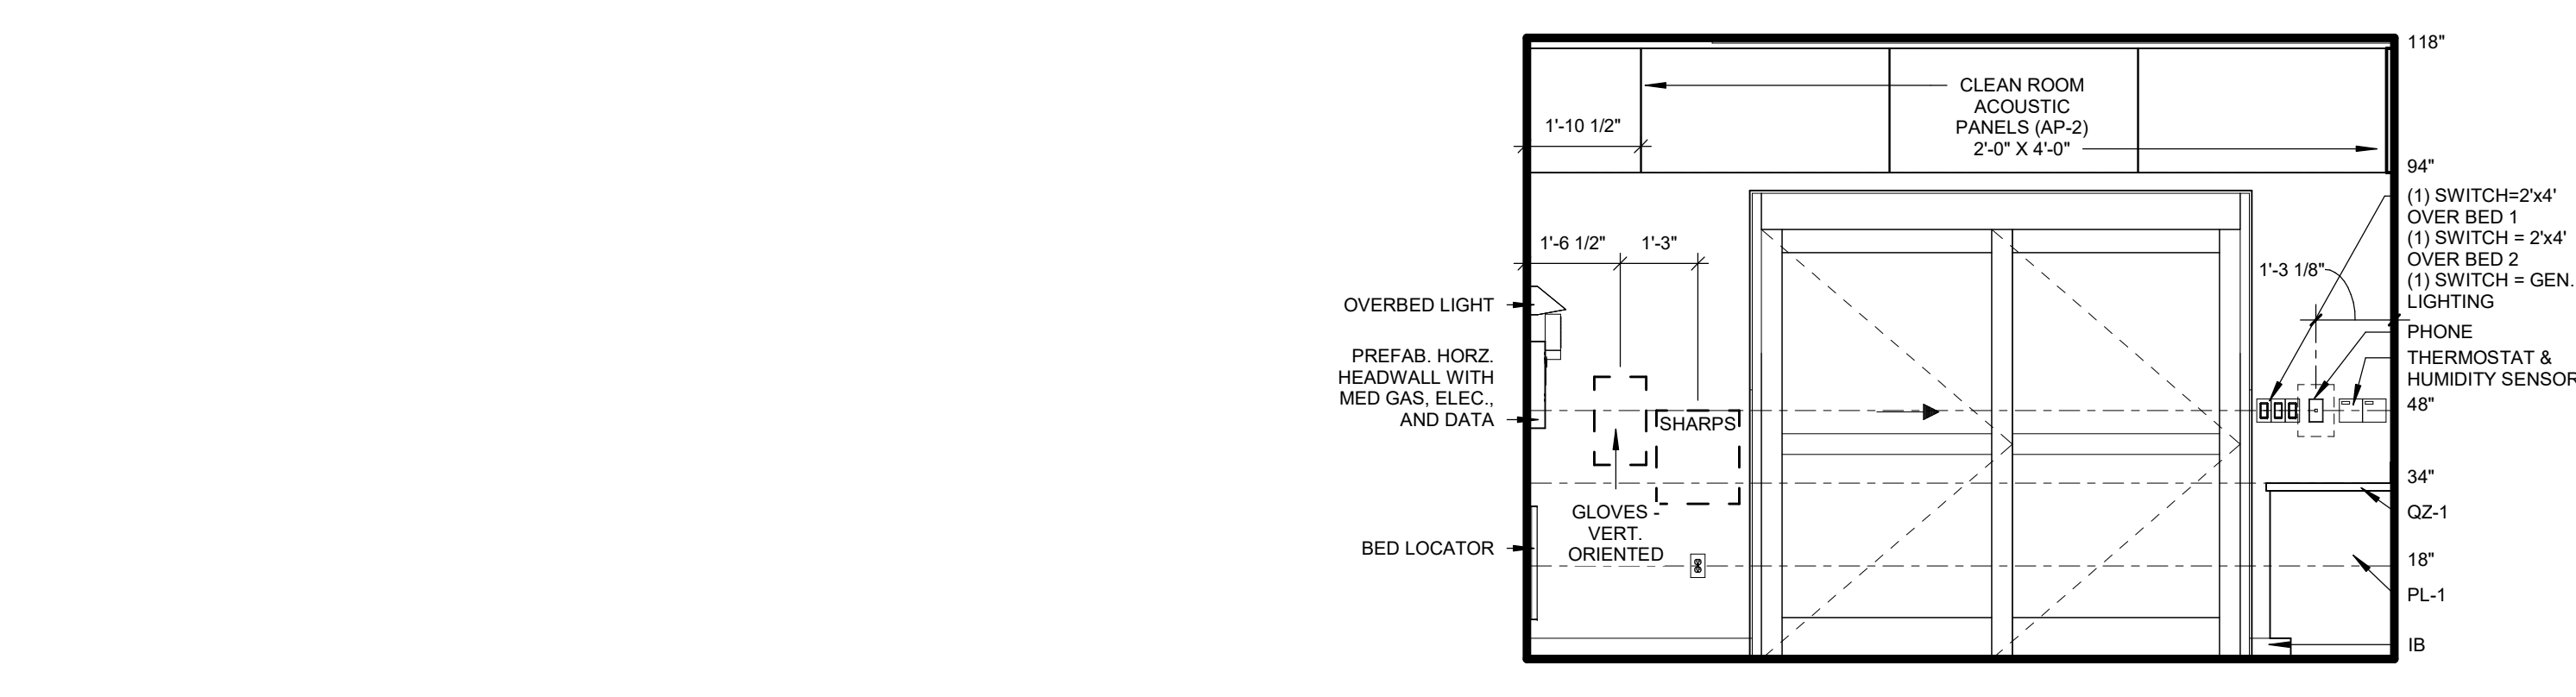 118"
CLEAN ROOM
ACOUSTIC
PANELS (AP-2)
2'-0" X 4'-0"
1'-10 1/2"
94"
(1) SWITCH=2'x4'
OVER BED 1
(1) SWITCH = 2'x4'
OVER BED 2
(1) SWITCH = GEN.
LIGHTING
1'-6 1/2"
1'-3"
1'-3 1/8"
OVERBED LIGHT
PHONE
PREFAB. HORZ.
HEADWALL WITH
MED GAS, ELEC.,
AND DATA
THERMOSTAT &
HUMIDITY SENSOR
48"
SHARPS
34"
GLOVES -
VERT.
ORIENTED
QZ-1
BED LOCATOR
18"
PL-1
IB